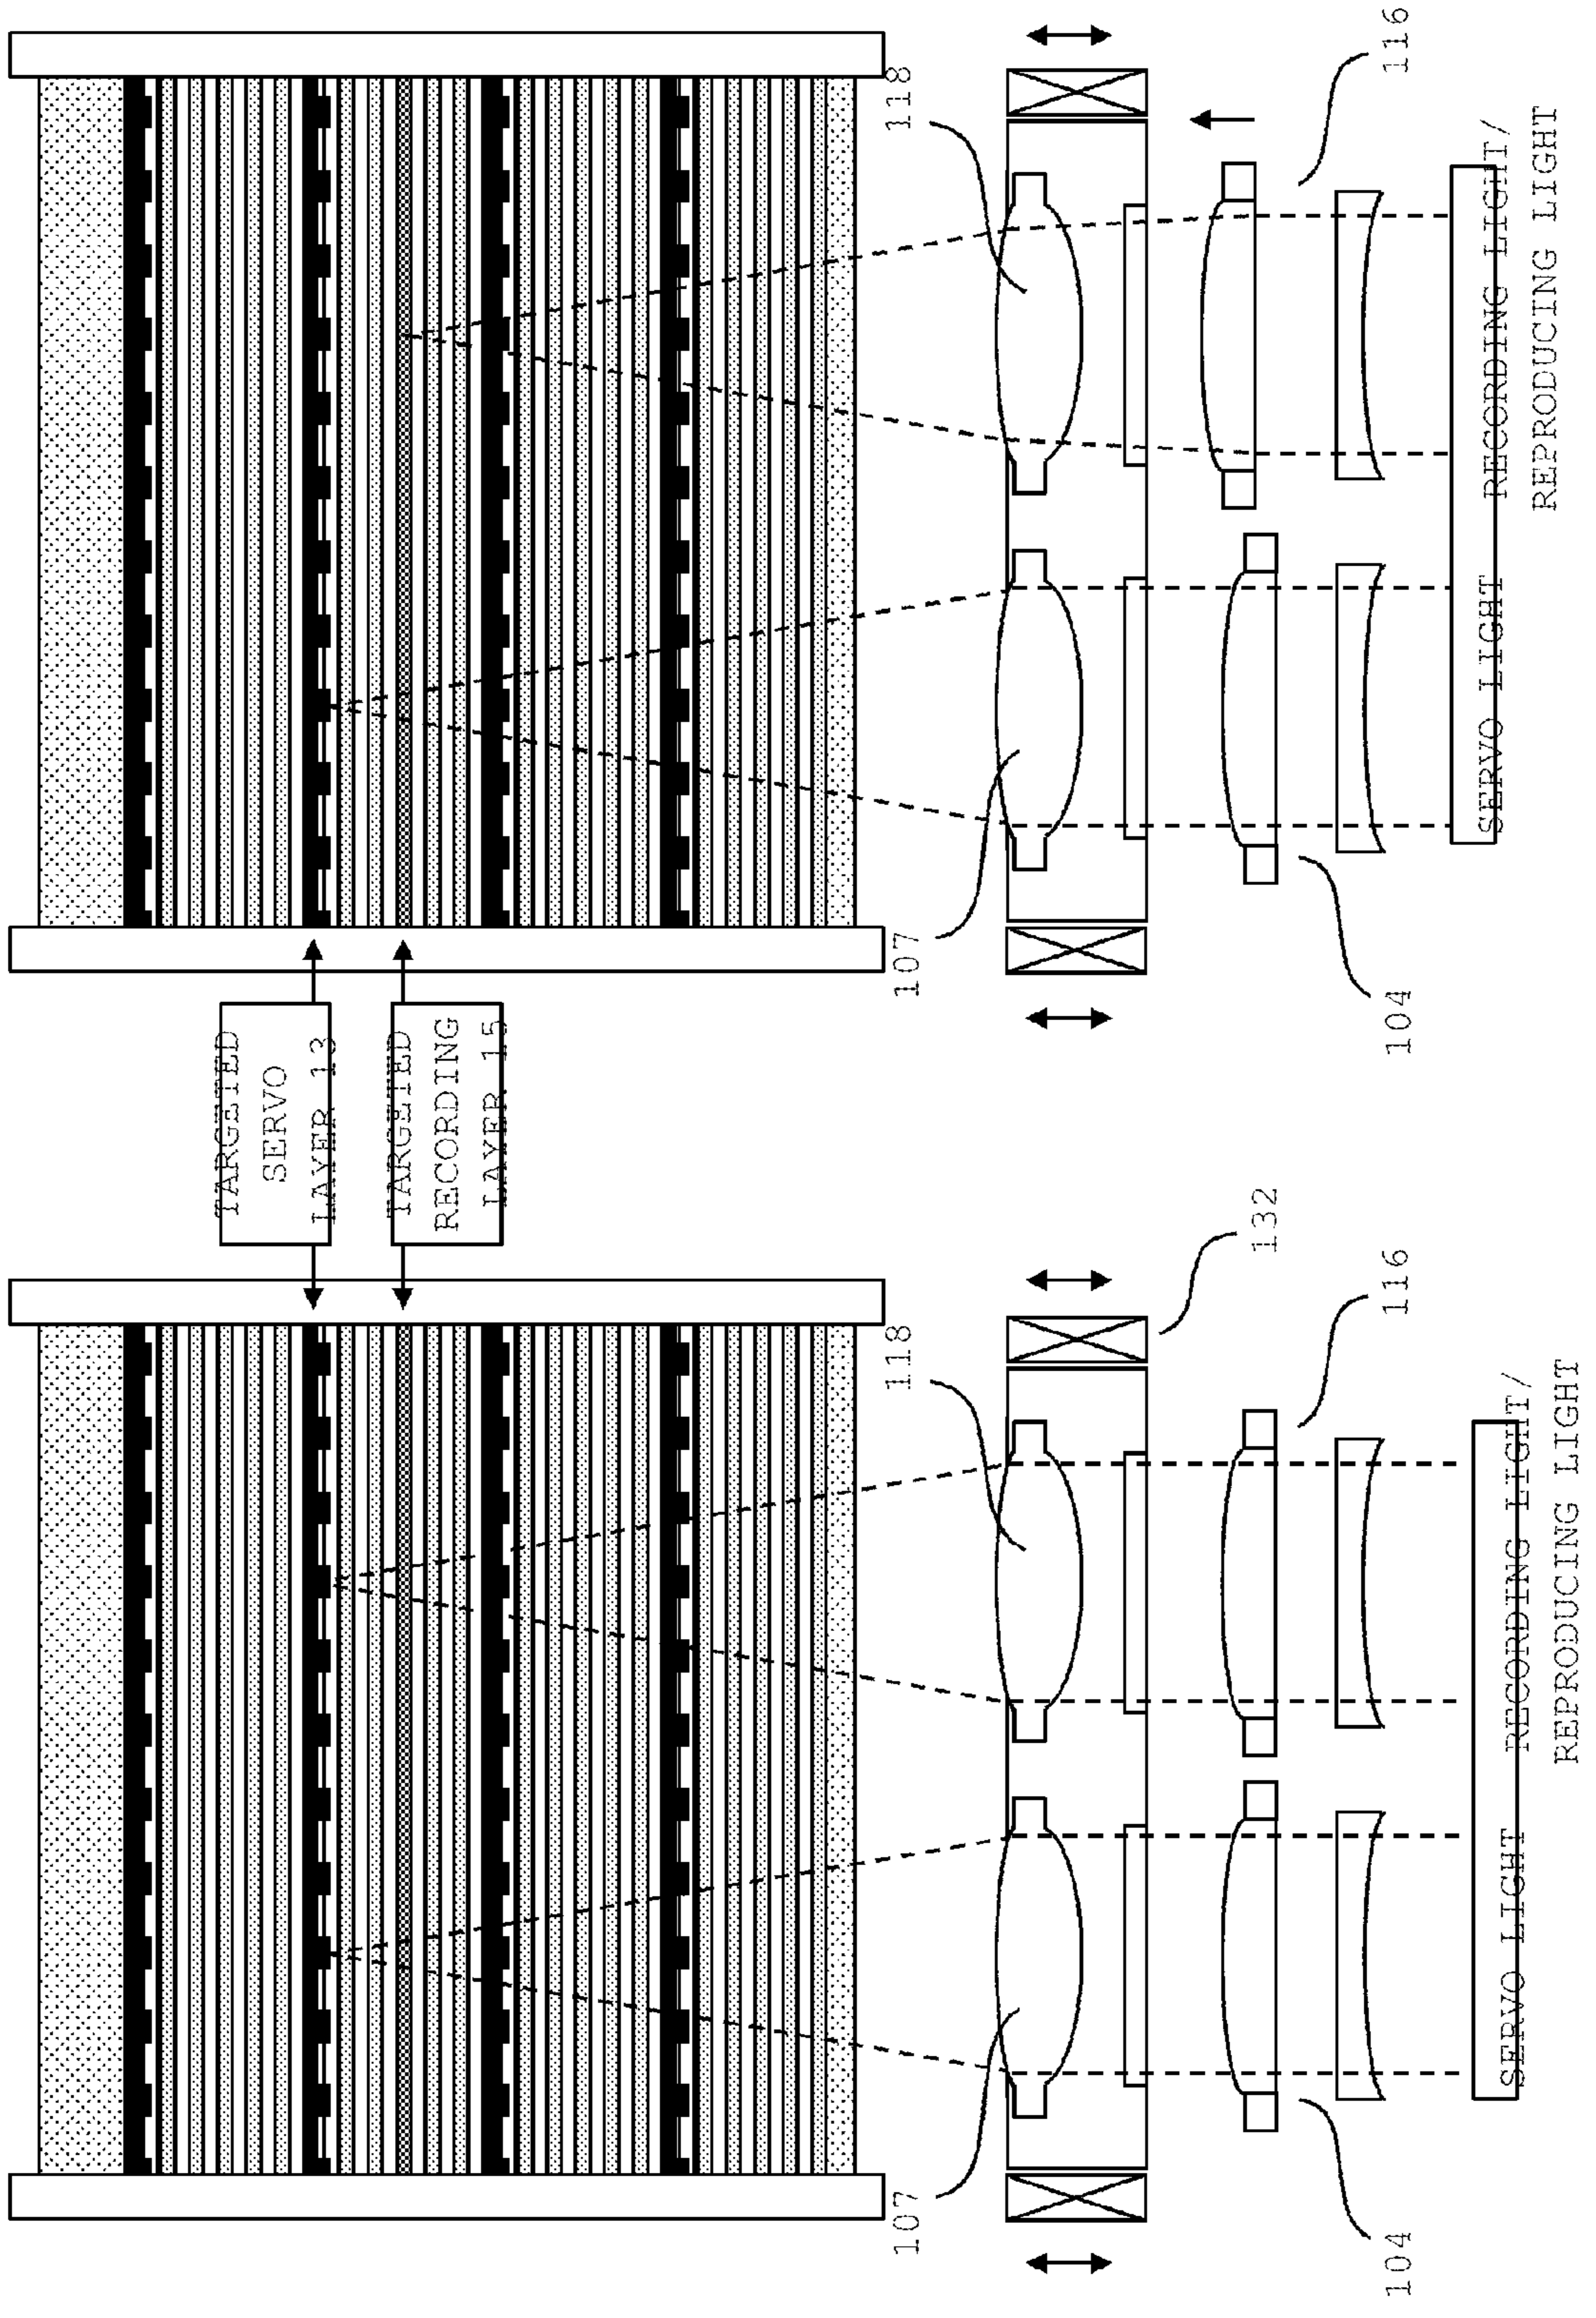 TARGETED
SERVO
LAYER 13
TARGETED
RECORDING
LAYER 15
107
118
132
104
116
SERVO LIGHT
RECORDING LIGHT/
REPRODUCING LIGHT
107
118
104
116
SERVO LIGHT
RECORDING LIGHT/
REPRODUCING LIGHT